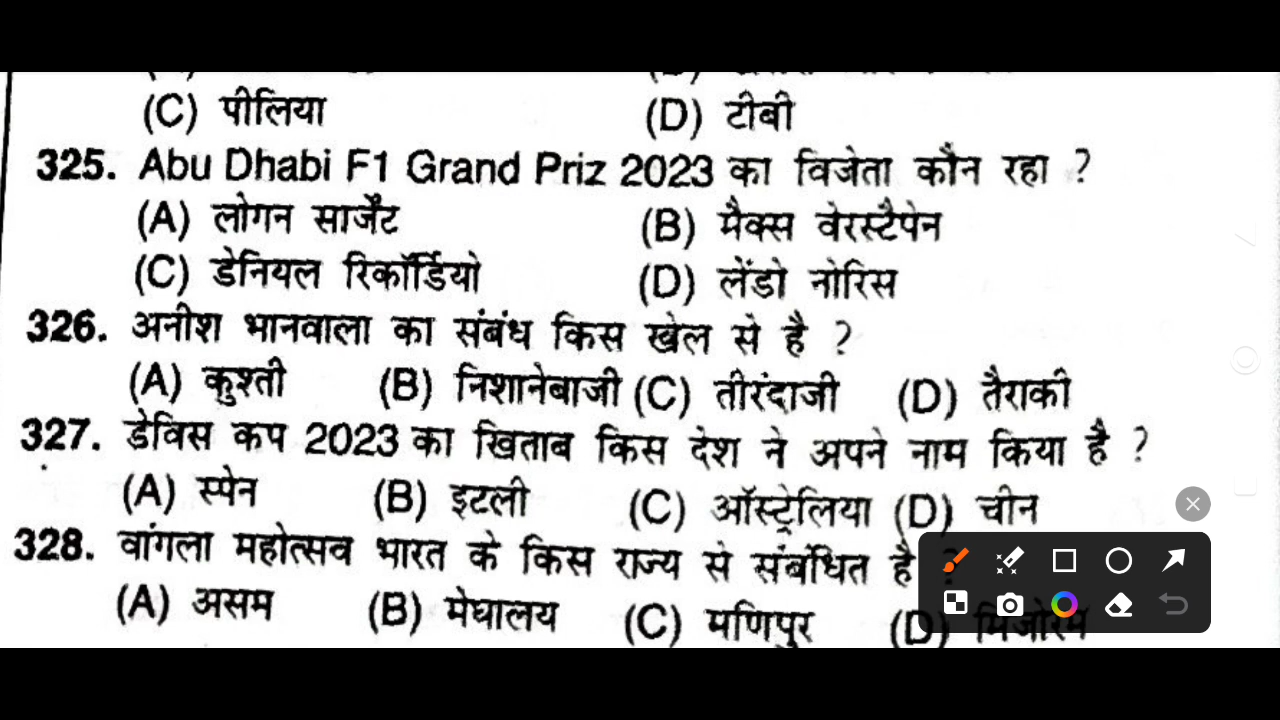 (C) पीलिया (D) टीबी
325. Abu Dhabi F1 Grand Priz 2023 का विजेता कौन रहा ?
(A) लोगन सार्जेंट (B) मैक्स वेरस्टैपेन
(C) डेनियल रिकॉर्डियो (D) लेंडो नोरिस
326. अनीश भानवाला का संबंध किस खेल से है ?
(A) कुश्ती (B) निशानेबाजी (C) तीरंदाजी (D) तैराकी
327. डेविस कप 2023 का खिताब किस देश ने अपने नाम किया है ?
(A) स्पेन (B) इटली (C) ऑस्ट्रेलिया (D) चीन
328. वांगला महोत्सव भारत के किस राज्य से संबंधित है ?
(A) असम (B) मेघालय (C) मणिपुर (D) मिजोरम